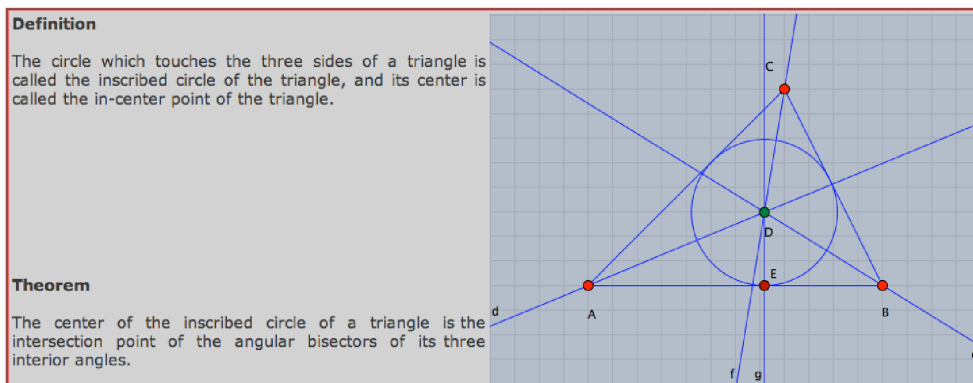 Definition
The circle which touches the three sides of a triangle is
called the inscribed circle of the triangle, and its center is
called the in-center point of the triangle.
Theorem
The center of the inscribed circle of a triangle is the
intersection point of the angular bisectors of its three
interior angles.
C
D
E
d
A
B
f
g